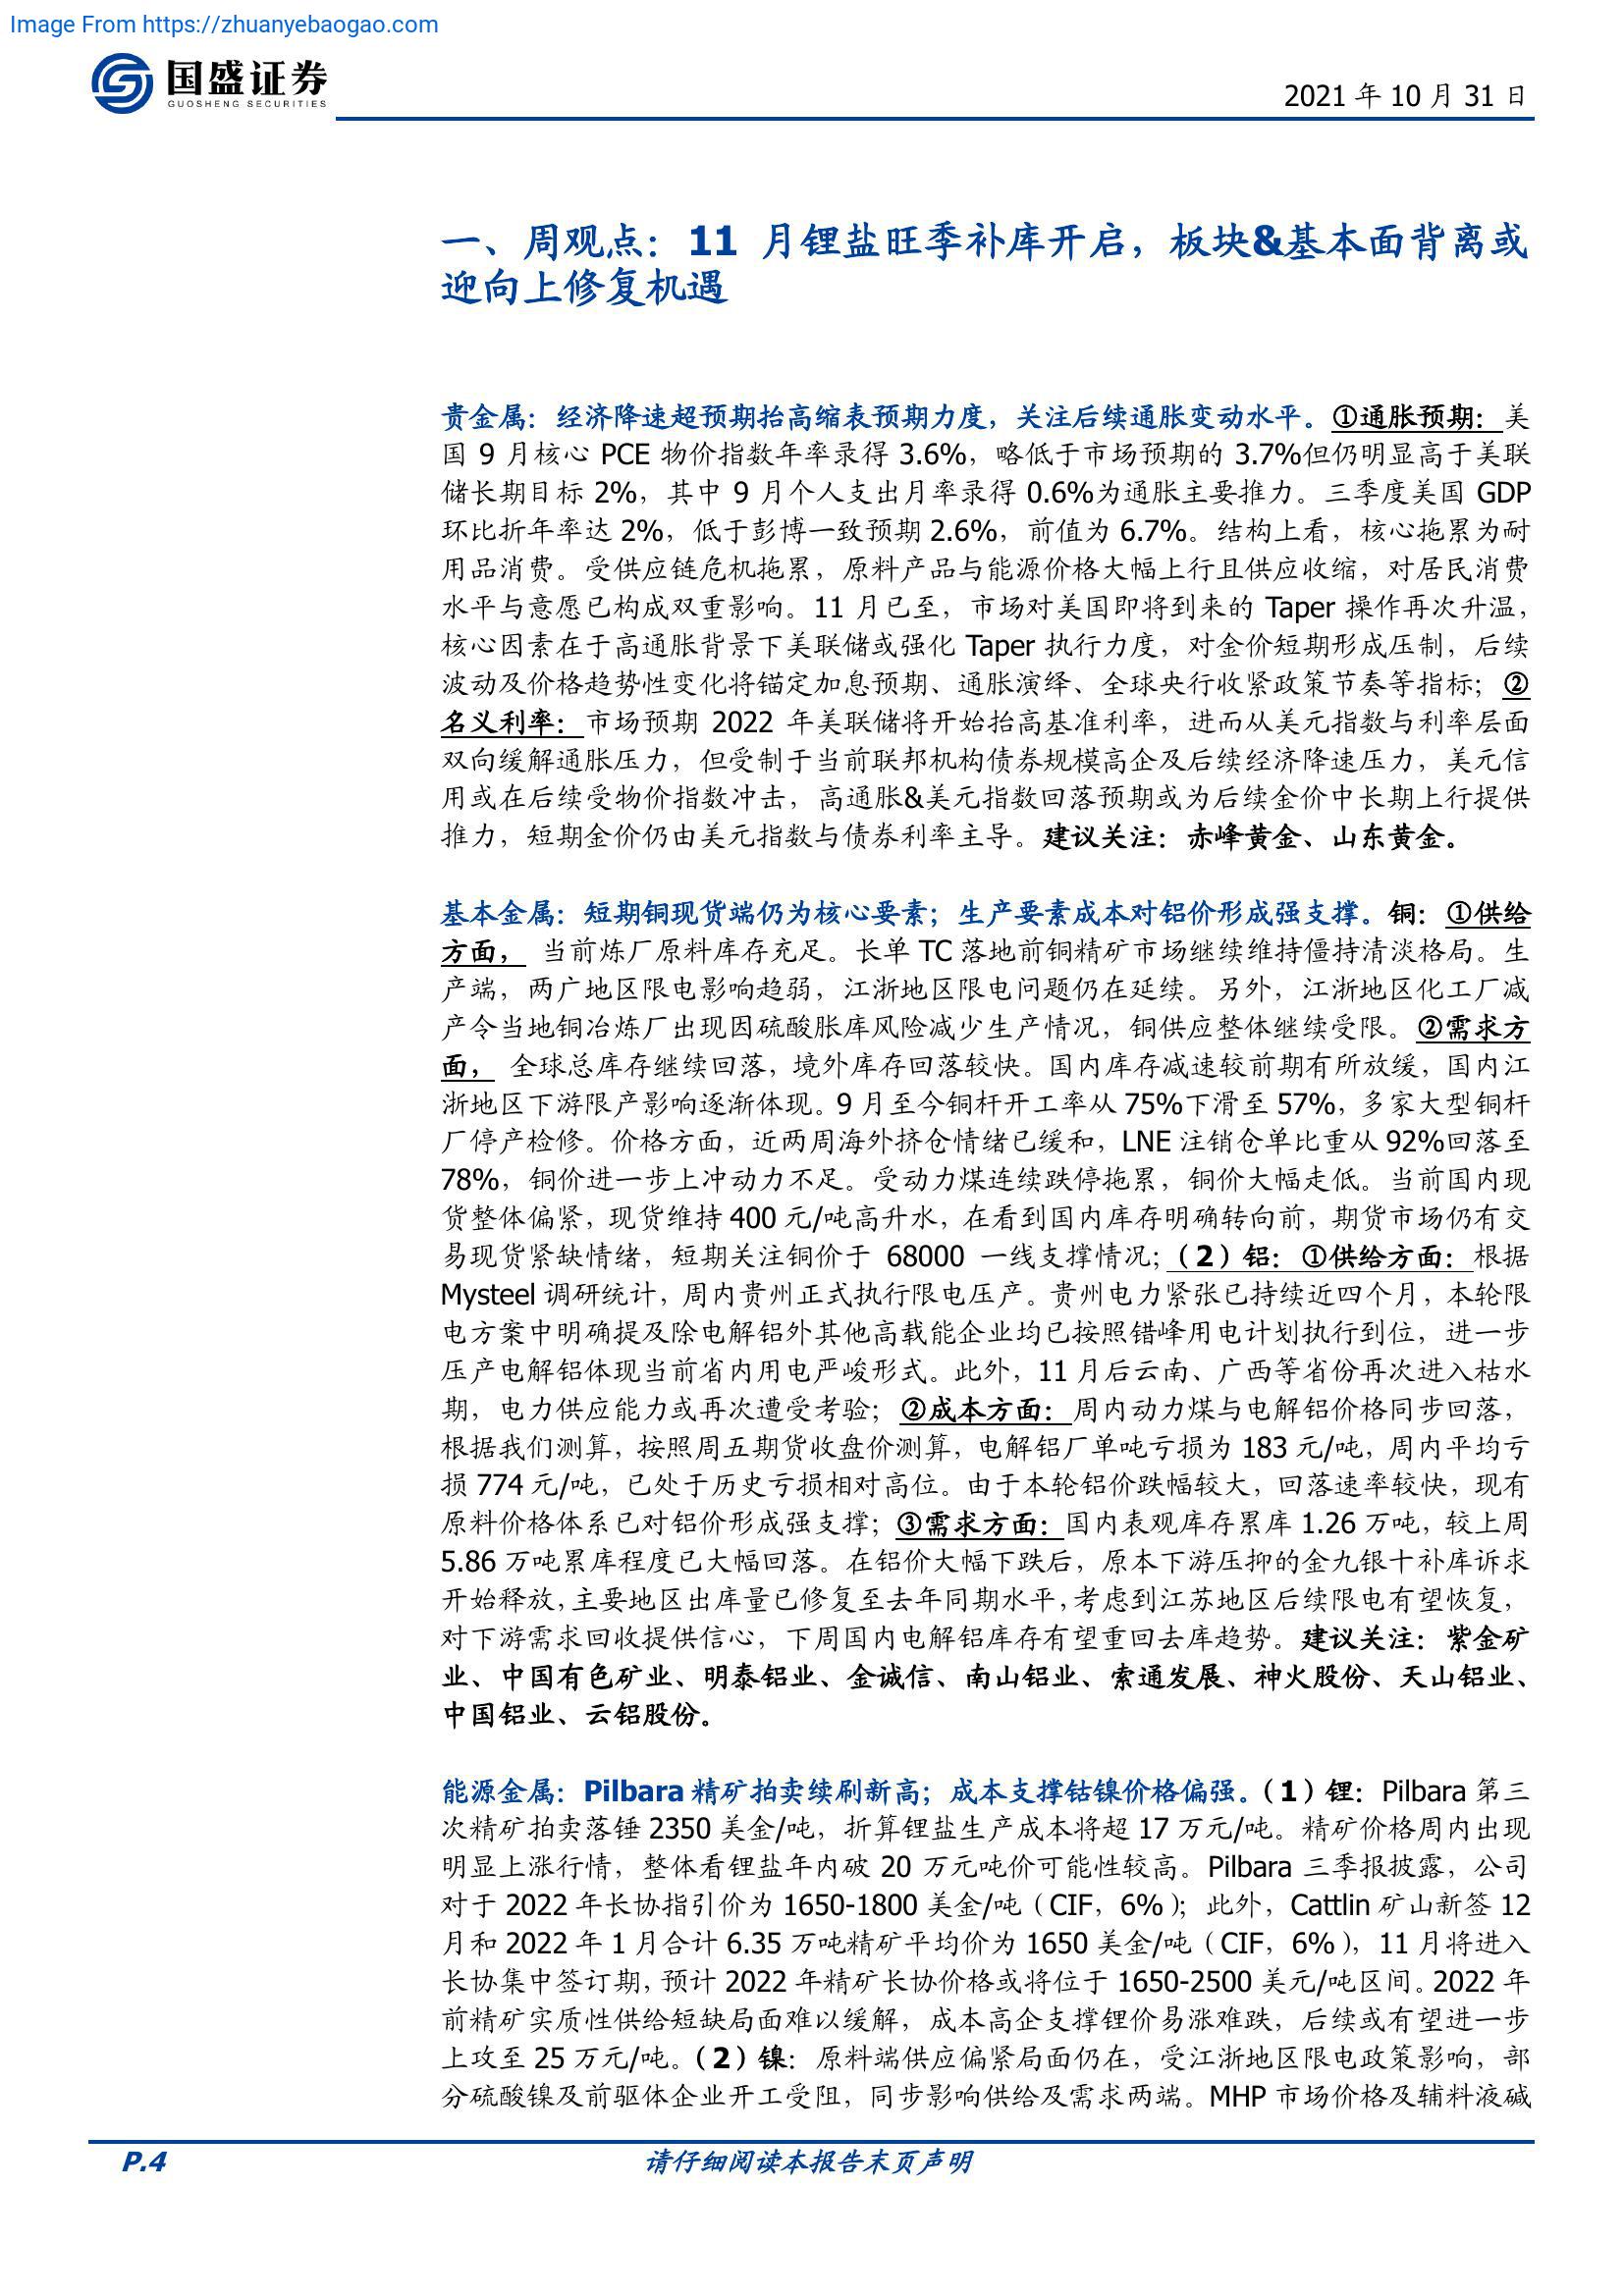 Image From https://zhuanyebaogao.com
国盛证券
GUOSHENG SECURITIES
2021 年 10 月 31 日
一、周观点：11 月锂盐旺季补库开启，板块&基本面背离或
迎向上修复机遇
贵金属：经济降速超预期抬高缩表预期力度，关注后续通胀变动水平。①通胀预期：美
国 9 月核心 PCE 物价指数年率录得 3.6%，略低于市场预期的 3.7%但仍明显高于美联
储长期目标 2%，其中 9 月个人支出月率录得 0.6%为通胀主要推力。三季度美国 GDP
环比折年率达 2%，低于彭博一致预期 2.6%，前值为 6.7%。结构上看，核心拖累为耐
用品消费。受供应链危机拖累，原料产品与能源价格大幅上行且供应收缩，对居民消费
水平与意愿已构成双重影响。11 月已至，市场对美国即将到来的 Taper 操作再次升温，
核心因素在于高通胀背景下美联储或强化 Taper 执行力度，对金价短期形成压制，后续
波动及价格趋势性变化将锚定加息预期、通胀演绎、全球央行收紧政策节奏等指标；②
名义利率：市场预期 2022 年美联储将开始抬高基准利率，进而从美元指数与利率层面
双向缓解通胀压力，但受制于当前联邦机构债券规模高企及后续经济降速压力，美元信
用或在后续受物价指数冲击，高通胀&美元指数回落预期或为后续金价中长期上行提供
推力，短期金价仍由美元指数与债券利率主导。建议关注：赤峰黄金、山东黄金。
基本金属：短期铜现货端仍为核心要素；生产要素成本对铝价形成强支撑。铜：①供给
方面，当前炼厂原料库存充足。长单 TC 落地前铜精矿市场继续维持僵持清淡格局。生
产端，两广地区限电影响趋弱，江浙地区限电问题仍在延续。另外，江浙地区化工厂减
产令当地铜冶炼厂出现因硫酸胀库风险减少生产情况，铜供应整体继续受限。②需求方
面，全球总库存继续回落，境外库存回落较快。国内库存减速较前期有所放缓，国内江
浙地区下游限产影响逐渐体现。9 月至今铜杆开工率从 75%下滑至 57%，多家大型铜杆
厂停产检修。价格方面，近两周海外挤仓情绪已缓和，LNE 注销仓单比重从 92%回落至
78%，铜价进一步上冲动力不足。受动力煤连续跌停拖累，铜价大幅走低。当前国内现
货整体偏紧，现货维持 400 元/吨高升水，在看到国内库存明确转向前，期货市场仍有交
易现货紧缺情绪，短期关注铜价于 68000 一线支撑情况；（2）铝：①供给方面：根据
Mysteel 调研统计，周内贵州正式执行限电压产。贵州电力紧张已持续近四个月，本轮限
电方案中明确提及除电解铝外其他高载能企业均已按照错峰用电计划执行到位，进一步
压产电解铝体现当前省内用电严峻形式。此外，11 月后云南、广西等省份再次进入枯水
期，电力供应能力或再次遭受考验；②成本方面：周内动力煤与电解铝价格同步回落，
根据我们测算，按照周五期货收盘价测算，电解铝厂单吨亏损为 183 元/吨，周内平均亏
损 774 元/吨，已处于历史亏损相对高位。由于本轮铝价跌幅较大，回落速率较快，现有
原料价格体系已对铝价形成强支撑；③需求方面：国内表观库存累库 1.26 万吨，较上周
5.86 万吨累库程度已大幅回落。在铝价大幅下跌后，原本下游压抑的金九银十补库诉求
开始释放，主要地区出库量已修复至去年同期水平，考虑到江苏地区后续限电有望恢复，
对下游需求回收提供信心，下周国内电解铝库存有望重回去库趋势。建议关注：紫金矿
业、中国有色矿业、明泰铝业、金诚信、南山铝业、索通发展、神火股份、天山铝业、
中国铝业、云铝股份。
能源金属：Pilbara 精矿拍卖续刷新高；成本支撑钴镍价格偏强。（1）锂：Pilbara 第三
次精矿拍卖落锤 2350 美金/吨，折算锂盐生产成本将超 17 万元/吨。精矿价格周内出现
明显上涨行情，整体看锂盐年内破 20 万元吨价可能性较高。Pilbara 三季报披露，公司
对于 2022 年长协指引价为 1650-1800 美金/吨（CIF，6%）；此外，Cattlin 矿山新签 12
月和 2022 年 1 月合计 6.35 万吨精矿平均价为 1650 美金/吨（CIF，6%），11 月将进入
长协集中签订期，预计 2022 年精矿长协价格或将位于 1650-2500 美元/吨区间。2022 年
前精矿实质性供给短缺局面难以缓解，成本高企支撑锂价易涨难跌，后续或有望进一步
上攻至 25 万元/吨。（2）镍：原料端供应偏紧局面仍在，受江浙地区限电政策影响，部
分硫酸镍及前驱体企业开工受阻，同步影响供给及需求两端。MHP 市场价格及辅料液碱
P.4
请仔细阅读本报告末页声明